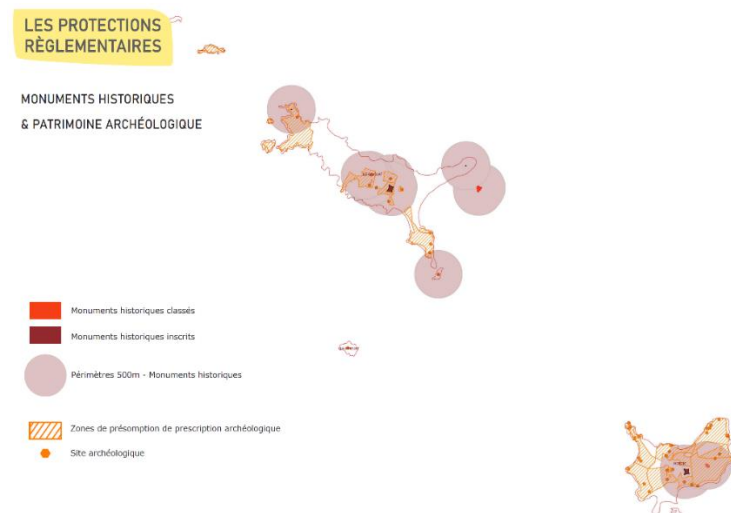 LES PROTECTIONS
RÈGLEMENTAIRES
MONUMENTS HISTORIQUES
& PATRIMOINE ARCHÉOLOGIQUE
Monuments historiques classés
Monuments historiques inscrits
Périmètres 500m - Monuments historiques
Zones de présomption de prescription archéologique
Site archéologique